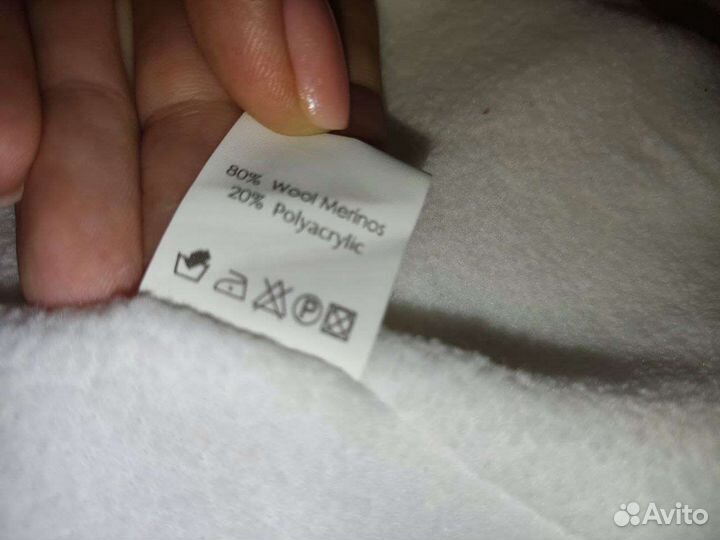 80% Wool Merinos
20% Polyacrylic
P
Avito